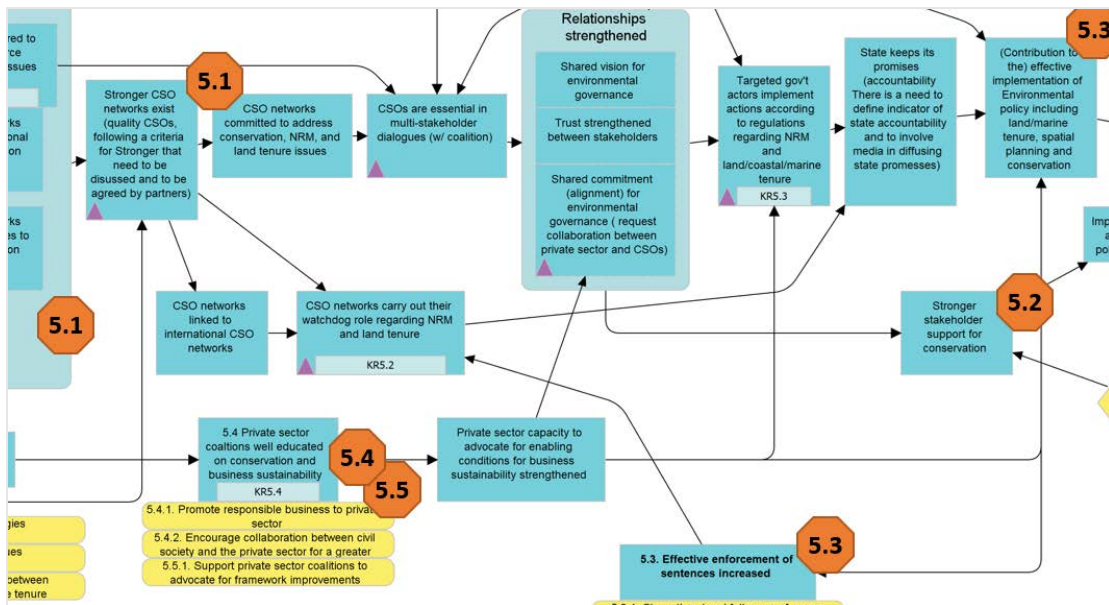 red to
rce
issues
rks
onal
on
rks
es to
on
5.1
5.1
Stronger CSO
networks exist
(quality CSOs,
following a criteria
for Stronger that
need to be
disussed and to be
agreed by partners)
CSO networks
committed to address
conservation, NRM, and
land tenure issues
CSOs are essential in
multi-stakeholder
dialogues (w/ coalition)
Relationships
strengthened
Shared vision for
environmental
governance
Trust strengthened
between stakeholders
Shared commitment
(alignment) for
environmental
governance ( request
collaboration between
private sector and CSOs)
Targeted gov't
actors implement
actions according
to regulations
regarding NRM
and
land/coastal/marine
tenure
KR5.3
State keeps its
promises
(accountability
There is a need to
define indicator of
state accountability
and to involve
media in diffusing
state promesses)
5.3
(Contribution to
the) effective
implementation of
Environmental
policy including
land/marine
tenure, spatial
planning and
conservation
Imp
a
po
CSO networks
linked to
international CSO
networks
CSO networks carry out their
watchdog role regarding NRM
and land tenure
KR5.2
Stronger
stakeholder
support for
conservation
5.2
5.4 Private sector
coaltions well educated
on conservation and
business sustainability
KR5.4
5.4
5.5
Private sector capacity to
advocate for enabling
conditions for business
sustainability strengthened
5.4.1. Promote responsible business to private
sector
5.4.2. Encourage collaboration between civil
society and the private sector for a greater
5.5.1. Support private sector coalitions to
advocate for framework improvements
gies
ues
between
e tenure
5.3. Effective enforcement of
sentences increased
5.3